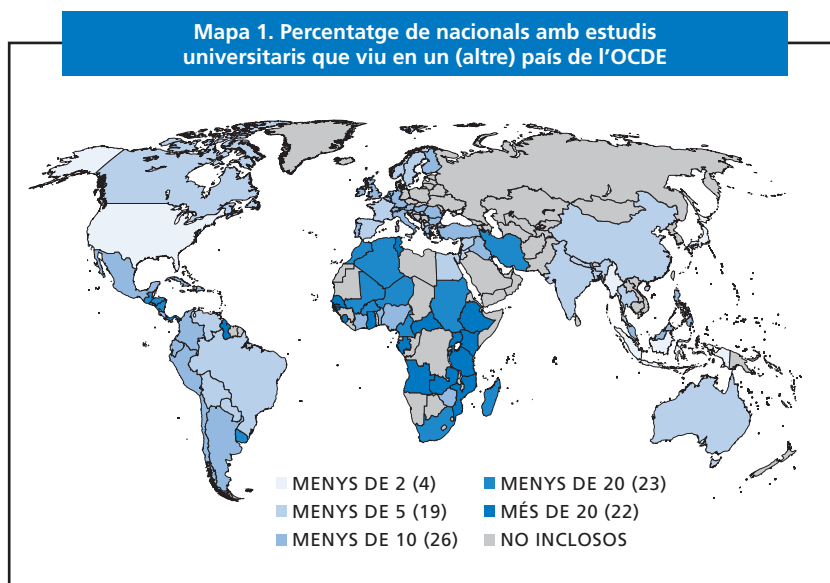 Mapa 1. Percentatge de nacionals amb estudis
universitaris que viu en un (altre) país de l’OCDE
MENYS DE 2 (4)
MENYS DE 5 (19)
MENYS DE 10 (26)
MENYS DE 20 (23)
MÉS DE 20 (22)
NO INCLOSOS